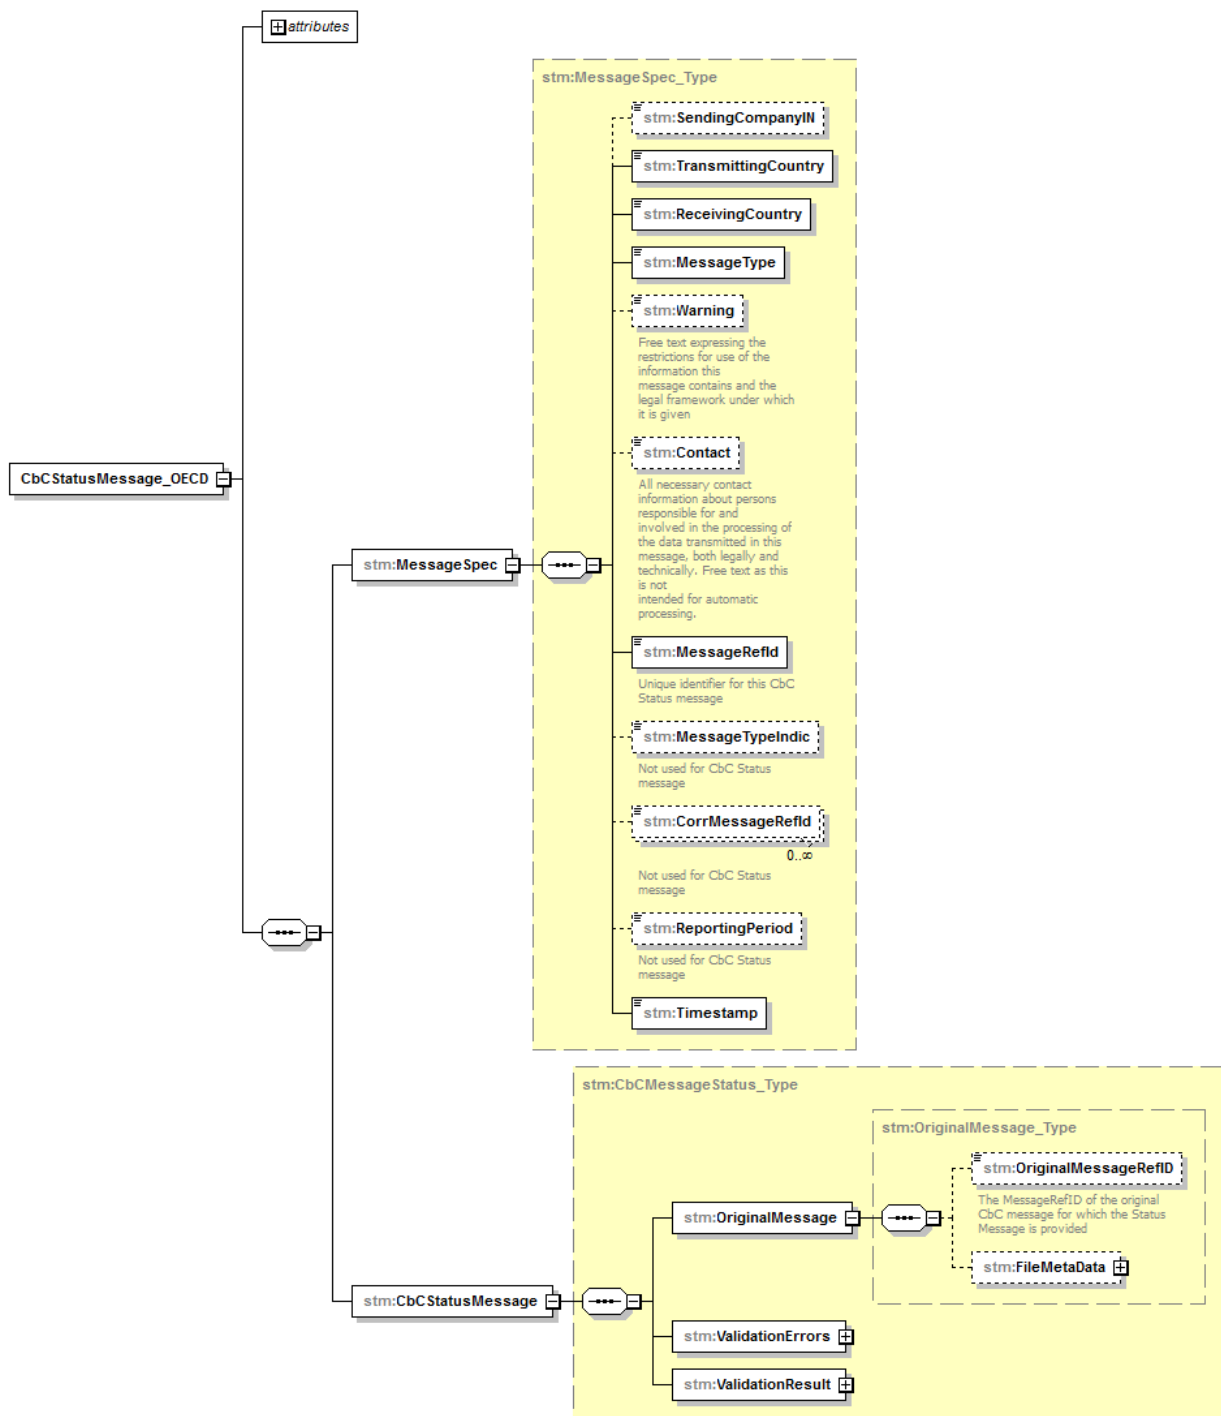 attributes
stm:MessageSpec_Type
stm:SendingCompanyIN
stm:TransmittingCountry
stm:ReceivingCountry
stm:MessageType
stm:Warning
Free text expressing the
restrictions for use of the
information this
message contains and the
legal framework under which
it is given
stm:Contact
All necessary contact
information about persons
responsible for and
involved in the processing of
the data transmitted in this
message, both legally and
technically. Free text as this
is not
intended for automatic
processing.
CbCStatusMessage_OECD
stm:MessageSpec
stm:MessageRefId
Unique identifier for this CbC
Status message
stm:MessageTypeIndic
Not used for CbC Status
message
stm:CorrMessageRefId
0..∞
Not used for CbC Status
message
stm:ReportingPeriod
Not used for CbC Status
message
stm:Timestamp
stm:CbCMessageStatus_Type
stm:OriginalMessage_Type
stm:OriginalMessageRefID
The MessageRefID of the original
CbC message for which the Status
Message is provided
stm:OriginalMessage
stm:FileMetaData
stm:CbCStatusMessage
stm:ValidationErrors
stm:ValidationResult